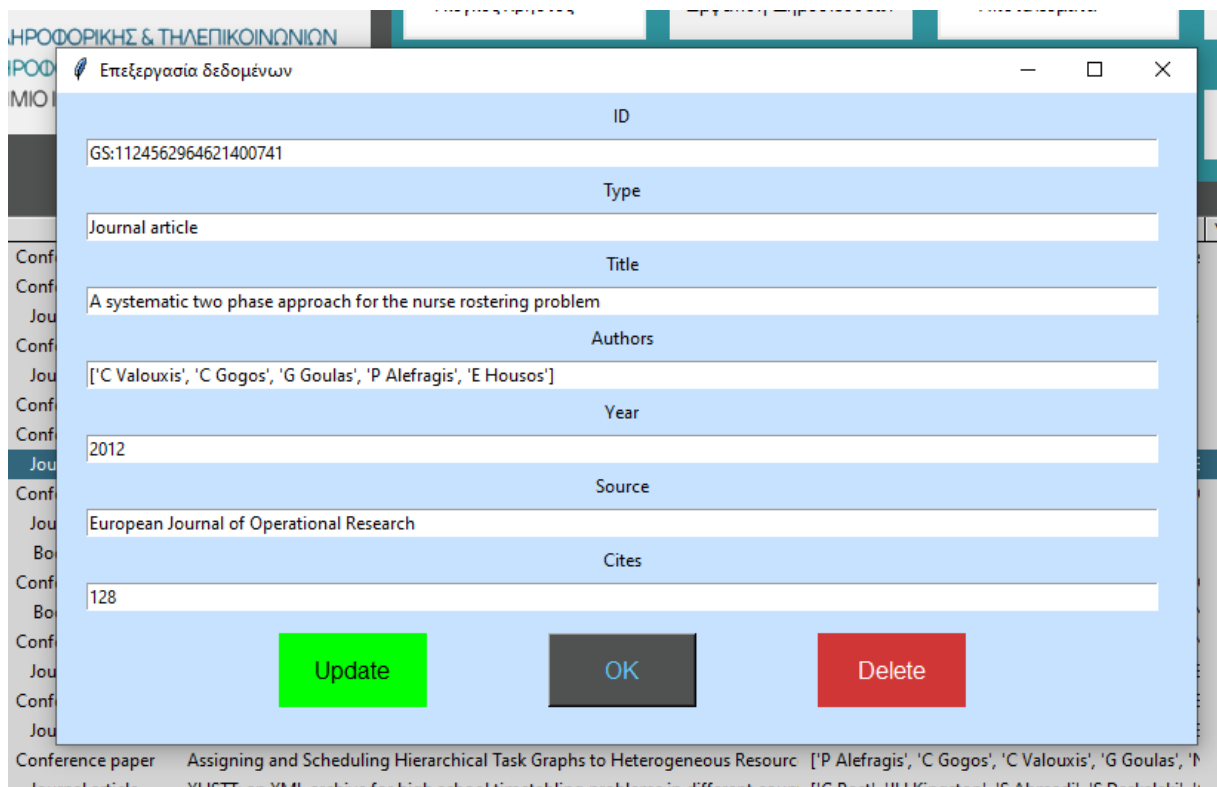 & ΤΗΛΕΠΙΚΟΙΝΩΝΙΩΝ
Επεξεργασία δεδομένων
ID
GS:1124562964621400741
Type
Journal article
Title
A systematic two phase approach for the nurse rostering problem
Authors
['C Valouxis', 'C Gogos', 'G Goulas', 'P Alefragis', 'E Housos']
Year
2012
Source
European Journal of Operational Research
Cites
128
Update OK Delete
Conference paper Assigning and Scheduling Hierarchical Task Graphs to Heterogeneous Resourc ['P Alefragis', 'C Gogos', 'C Valouxis', 'G Goulas',